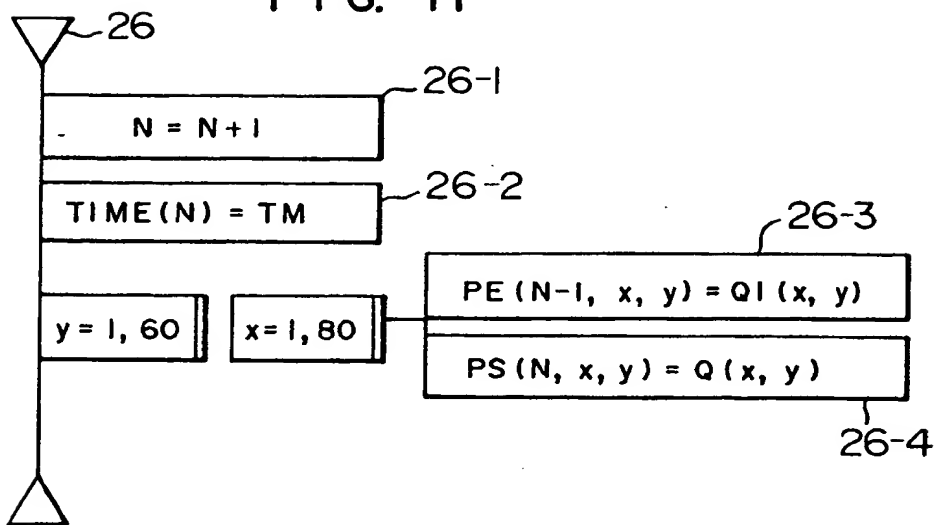 26
26-1
N = N + 1
26-2
TIME(N) = TM
26-3
PE (N-1, x, y) = Q1 (x, y)
y = 1, 60
x = 1, 80
PS (N, x, y) = Q (x, y)
26-4